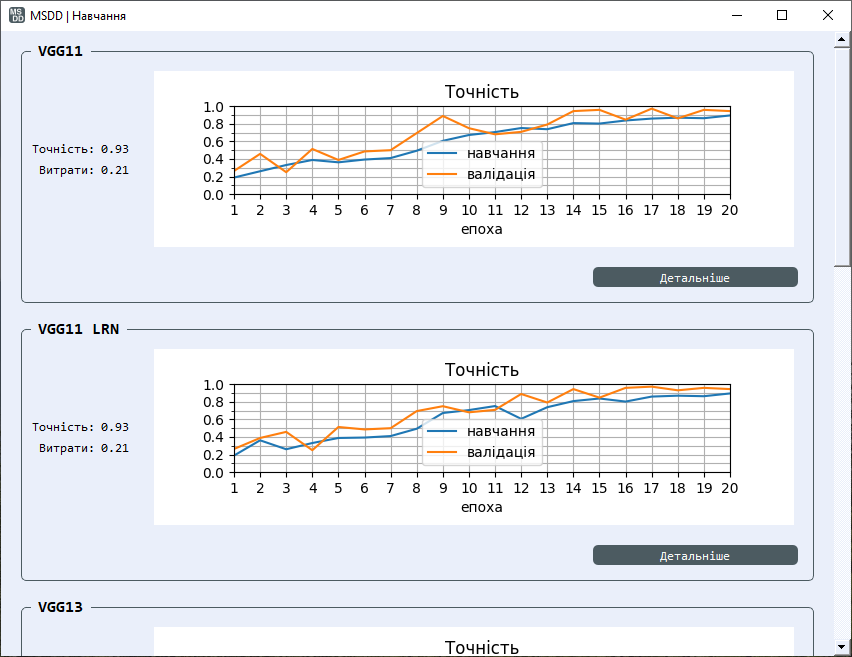 MS
DD
MSDD | Навчання
VGG11
Точність
Точність: 0.93
Витрати: 0.21
1.0
0.8
0.6
0.4
0.2
0.0
навчання
валідація
1 2 3 4 5 6 7 8 9 10 11 12 13 14 15 16 17 18 19 20
епоха
Детальніше
VGG11 LRN
Точність
Точність: 0.93
Витрати: 0.21
1.0
0.8
0.6
0.4
0.2
0.0
навчання
валідація
1 2 3 4 5 6 7 8 9 10 11 12 13 14 15 16 17 18 19 20
епоха
Детальніше
VGG13
Точність